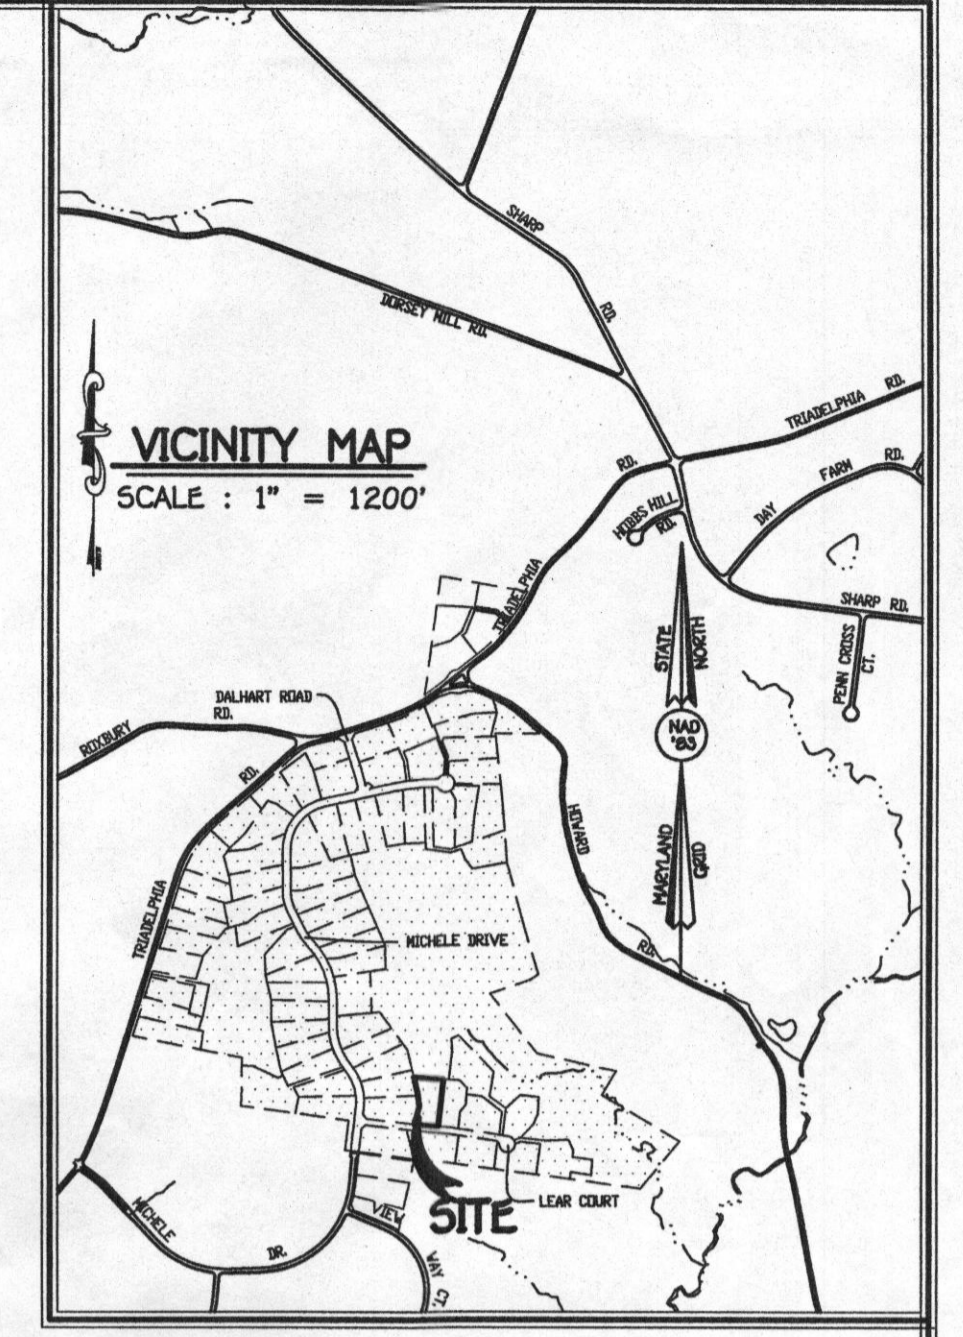 SHARP
RD.
DORSEY HILL RD.
VICINITY MAP
SCALE : 1" = 1200'
TRIADELPHIA RD.
RD.
FARM RD.
DAY
HOBBS HILL
RD.
TRIADELPHIA
SHARP RD.
STATE
NORTH
PENN CROSS
CT.
DALHART ROAD
RD.
ROXBURY
NAD
'83
RD.
HOWARD
MARYLAND
GRID
TRIADELPHIA
MICHELE DRIVE
RD.
LEAR COURT
MICHELE
VIEW
SITE
DR.
WAY
CT.